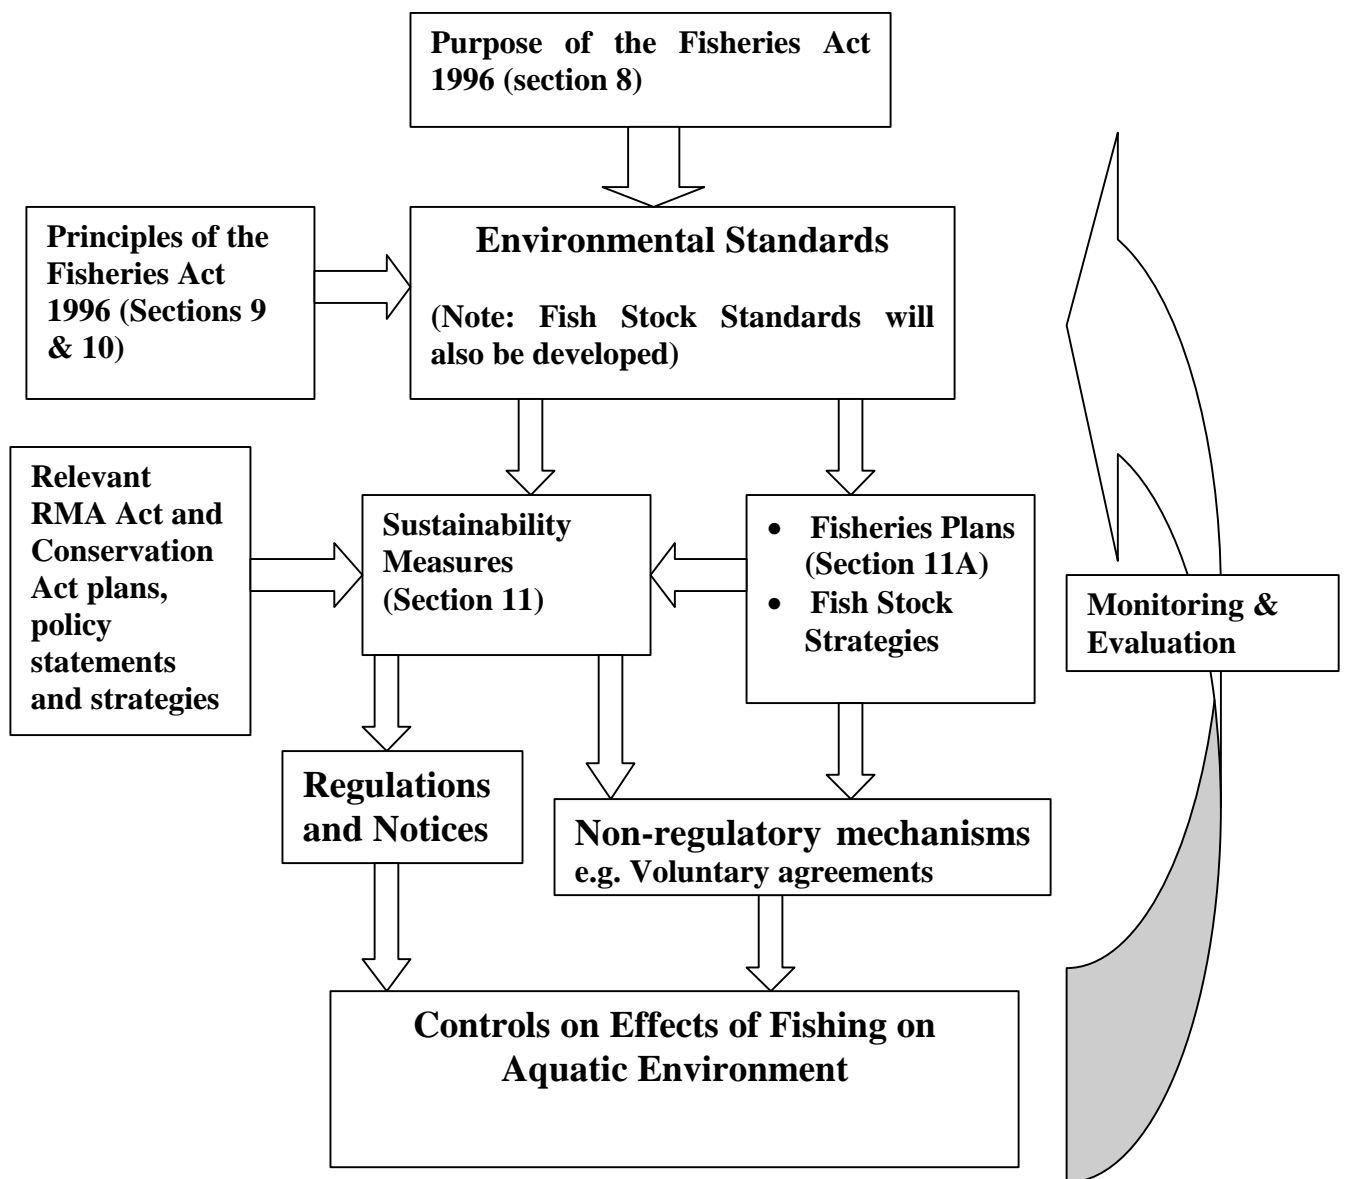 Purpose of the Fisheries Act
1996 (section 8)
Principles of the
Fisheries Act
1996 (Sections 9
& 10)
Environmental Standards
(Note: Fish Stock Standards will
also be developed)
Relevant
RMA Act and
Conservation
Act plans,
policy
statements
and strategies
Sustainability
Measures
(Section 11)
• Fisheries Plans
(Section 11A)
• Fish Stock
Strategies
Monitoring &
Evaluation
Regulations
and Notices
Non-regulatory mechanisms
e.g. Voluntary agreements
Controls on Effects of Fishing on
Aquatic Environment